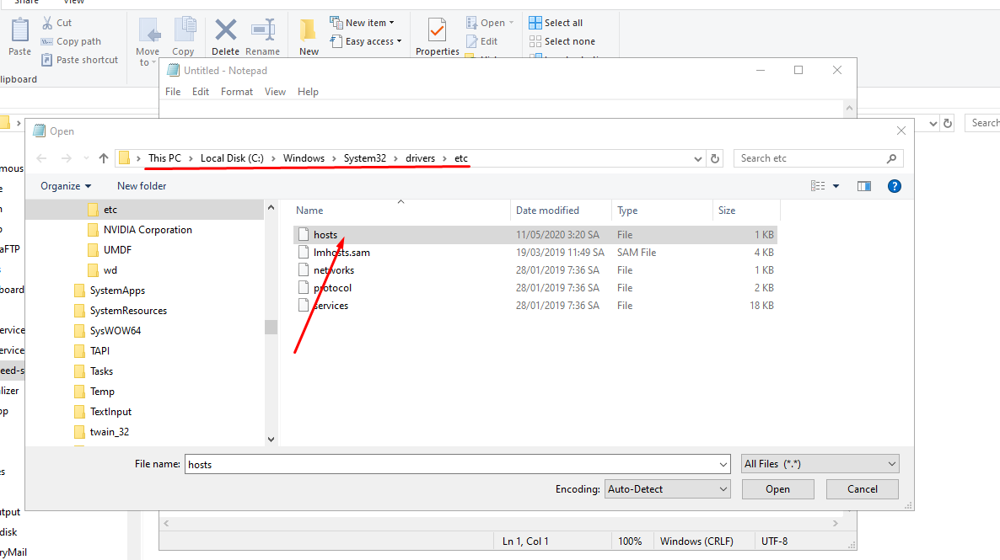 Share View
Cut
Copy path
Paste shortcut
Paste
lipboard
Move to
Copy
Delete
Rename
New
New item
Easy access
Properties
Open
Edit
Select all
Select none
Untitled - Notepad
File Edit Format View Help
Search
Open
This PC > Local Disk (C:) > Windows > System32 > drivers > etc
Search etc
Organize New folder
mous
aFTP
board
ervice
ervice
eed-s
lizer
pp
es
utput
disk
ryMail
etc
NVIDIA Corporation
UMDF
wd
SystemApps
SystemResources
SysWOW64
TAPI
Tasks
Temp
TextInput
twain_32
Name Date modified Type Size
hosts 11/05/2020 3:20 SA File 1 KB
lmhosts.sam 19/03/2019 11:49 SA SAM File 4 KB
networks 28/01/2019 7:36 SA File 1 KB
protocol 28/01/2019 7:36 SA File 2 KB
services 28/01/2019 7:36 SA File 18 KB
File name: hosts All Files (*.*)
Encoding: Auto-Detect Open Cancel
Ln 1, Col 1 100% Windows (CRLF) UTF-8